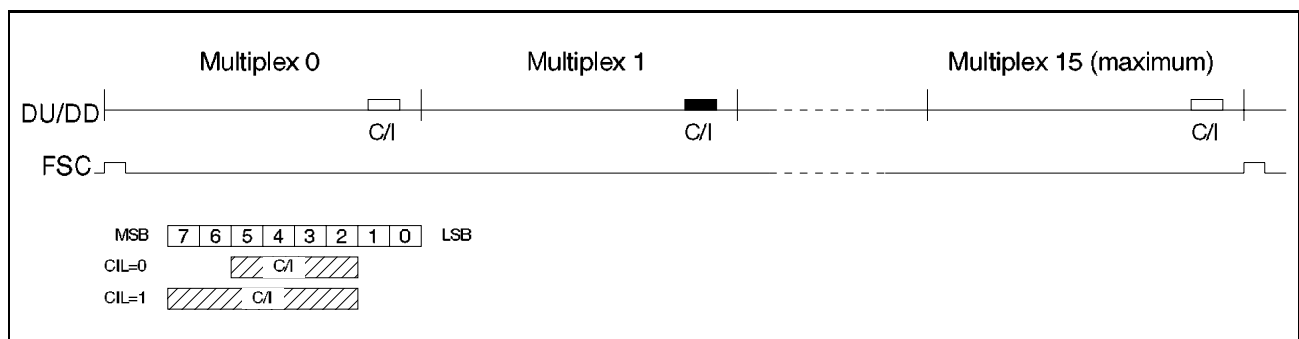 Multiplex 0 Multiplex 1 Multiplex 15 (maximum)
DU/DD
C/I C/I C/I
FSC
MSB 7 6 5 4 3 2 1 0 LSB
CIL=0 C/I
CIL=1 C/I